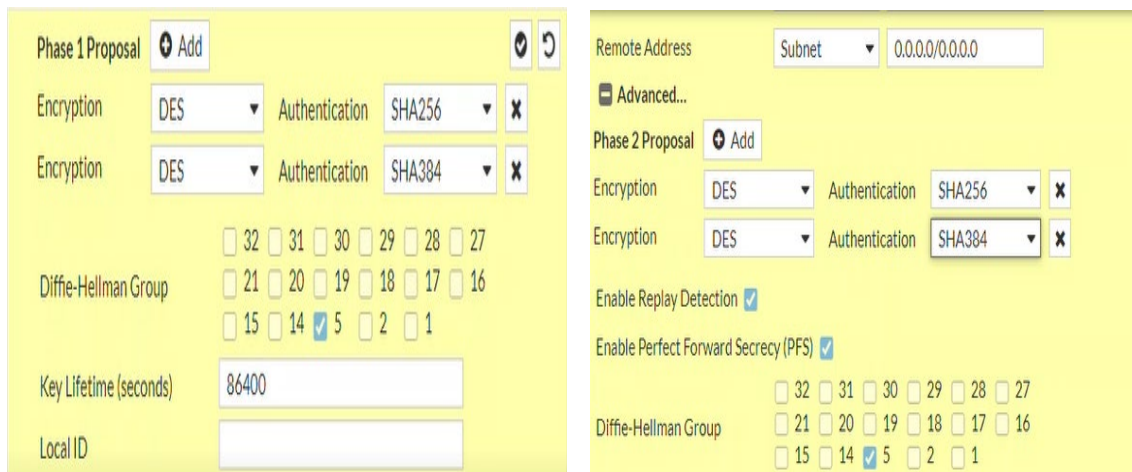 Phase 1 Proposal Add
Encryption DES Authentication SHA256
Encryption DES Authentication SHA384
32 31 30 29 28 27
Diffie-Hellman Group 21 20 19 18 17 16
15 14 5 2 1
Key Lifetime (seconds) 86400
Local ID
Remote Address Subnet 0.0.0.0/0.0.0.0
Advanced...
Phase 2 Proposal Add
Encryption DES Authentication SHA256
Encryption DES Authentication SHA384
Enable Replay Detection
Enable Perfect Forward Secrecy (PFS)
32 31 30 29 28 27
Diffie-Hellman Group 21 20 19 18 17 16
15 14 5 2 1